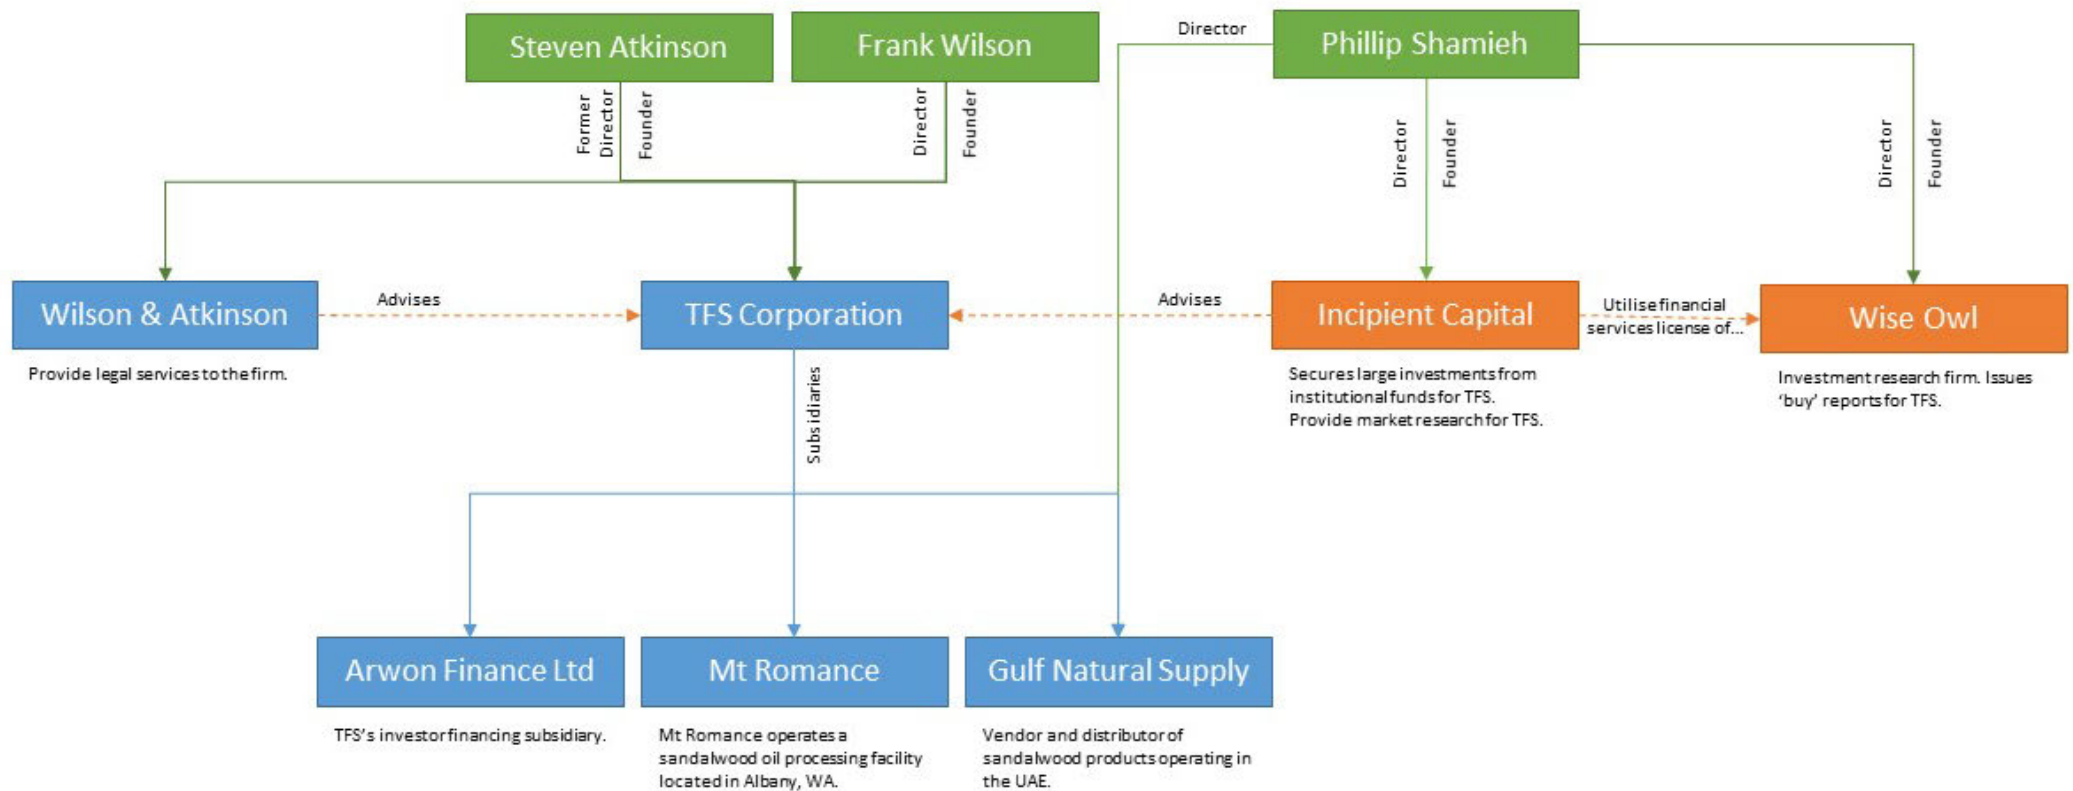 Steven Atkinson
Frank Wilson
Director
Phillip Shamieh
Former
Director
Founder
Director
Founder
Director
Founder
Director
Founder
Wilson & Atkinson
Advises
TFS Corporation
Advises
Incipient Capital
Utilise financial
services license of...
Wise Owl
Provide legal services to the firm.
Subsidiaries
Secures large investments from
institutional funds for TFS.
Provide market research for TFS.
Investment research firm. Issues
‘buy’ reports for TFS.
Arwon Finance Ltd
Mt Romance
Gulf Natural Supply
TFS’s investor financing subsidiary.
Mt Romance operates a
sandalwood oil processing facility
located in Albany, WA.
Vendor and distributor of
sandalwood products operating in
the UAE.